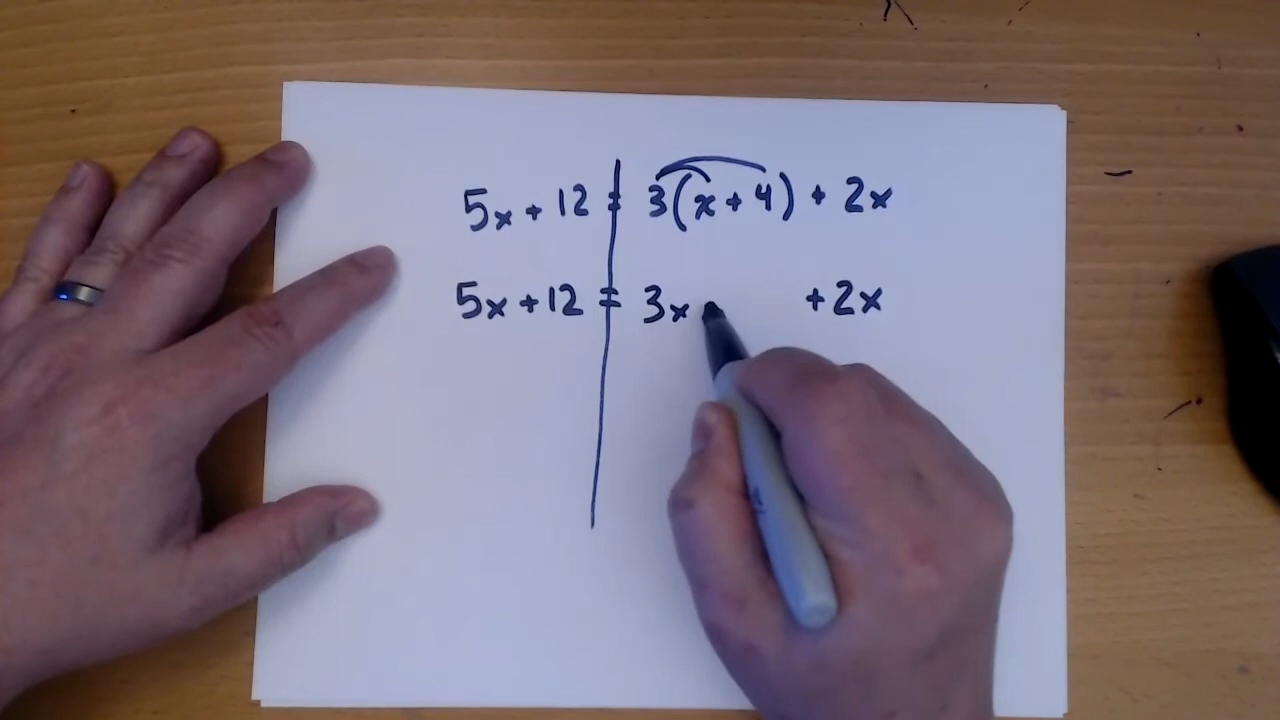 5x + 12 = 3(x + 4) + 2x
5x + 12 = 3x + 2x